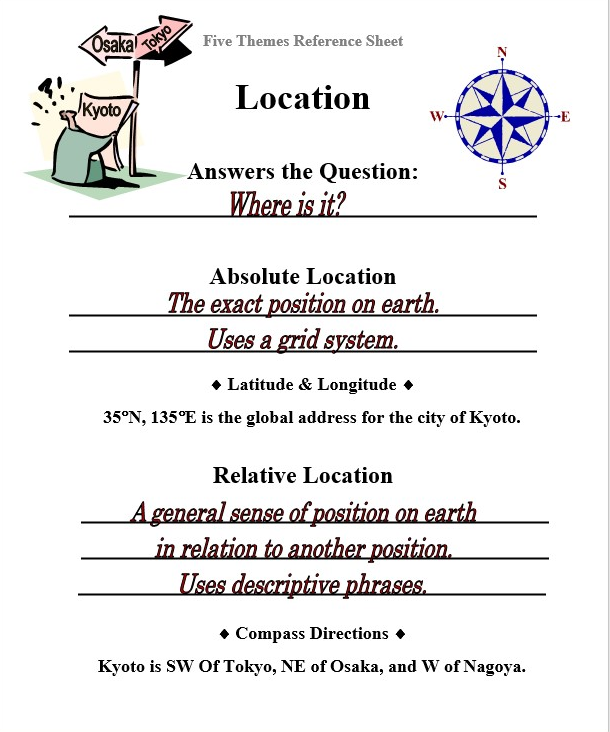 Osaka Tokyo
Five Themes Reference Sheet
Kyoto
Location
N
W E
S
Answers the Question:
Where is it?
Absolute Location
The exact position on earth.
Uses a grid system.
♦ Latitude & Longitude ♦
35°N, 135°E is the global address for the city of Kyoto.
Relative Location
A general sense of position on earth
in relation to another position.
Uses descriptive phrases.
♦ Compass Directions ♦
Kyoto is SW Of Tokyo, NE of Osaka, and W of Nagoya.